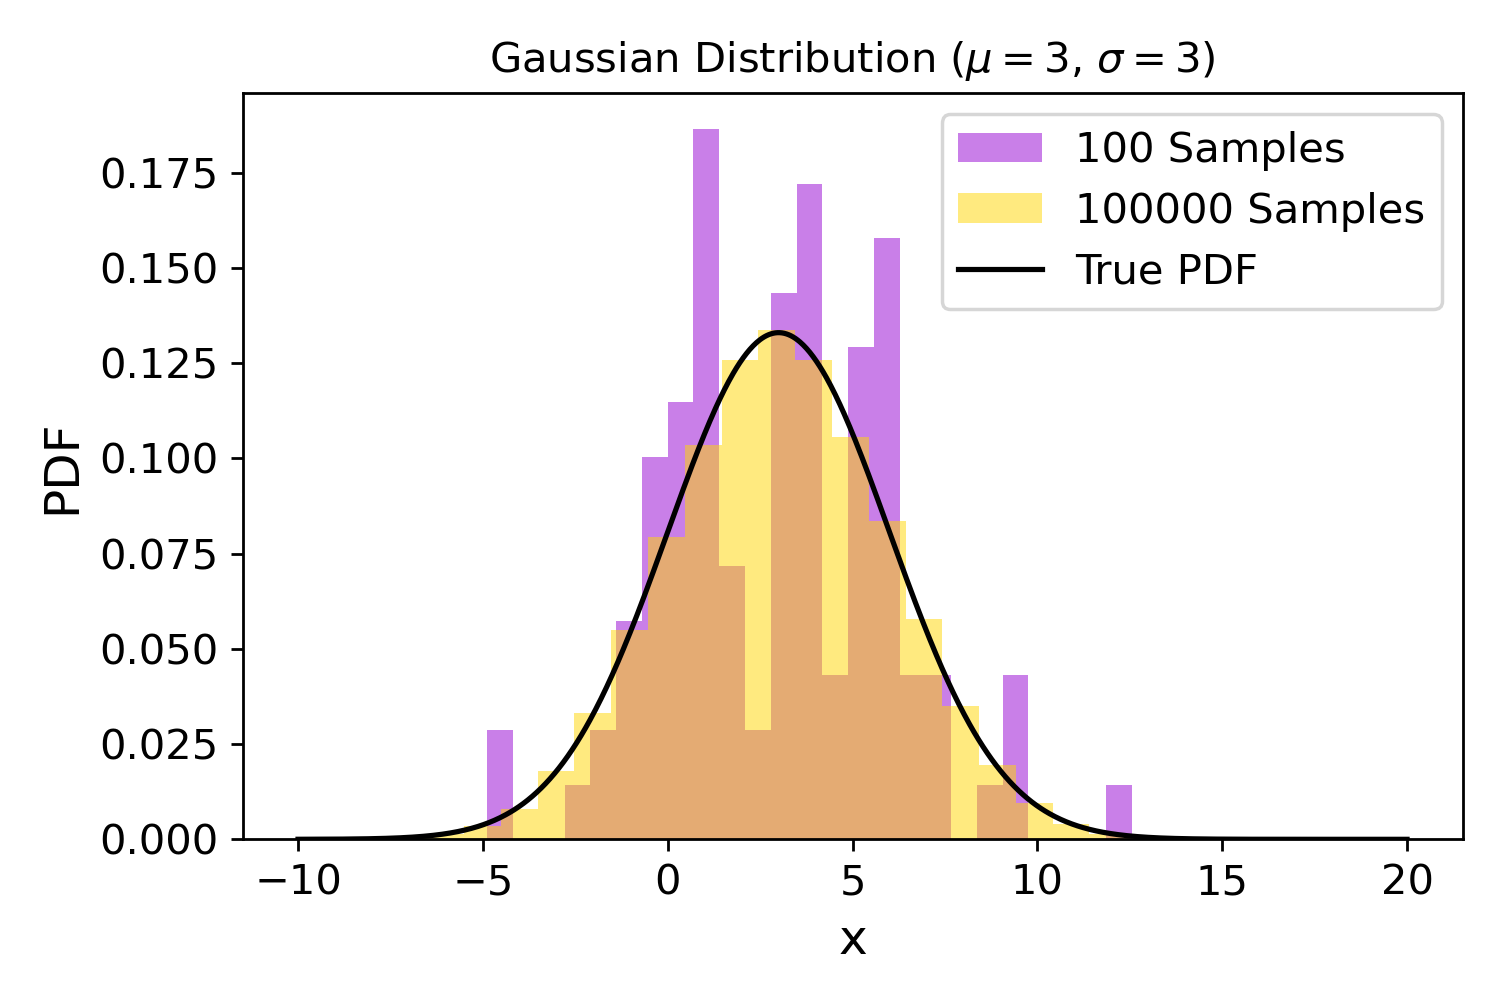 Gaussian Distribution (μ = 3, σ = 3)
100 Samples
100000 Samples
True PDF
PDF
0.175
0.150
0.125
0.100
0.075
0.050
0.025
0.000
−10 −5 0 5 10 15 20
x